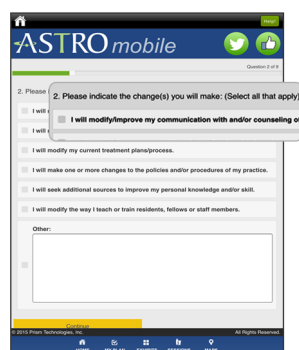 Help!
ASTRO mobile
Question 2 of 9
2. Please
2. Please indicate the change(s) you will make: (Select all that apply)
I will
I will modify/improve my communication with and/or counseling of
I will
I will modify my current treatment plans/process.
I will make one or more changes to the policies and/or procedures of my practice.
I will seek additional sources to improve my personal knowledge and/or skill.
I will modify the way I teach or train residents, fellows or staff members.
Other:
Continue
© 2015 Prism Technologies, Inc. All Rights Reserved.
HOME MY PLAN EXHIBITS SESSIONS MAPS